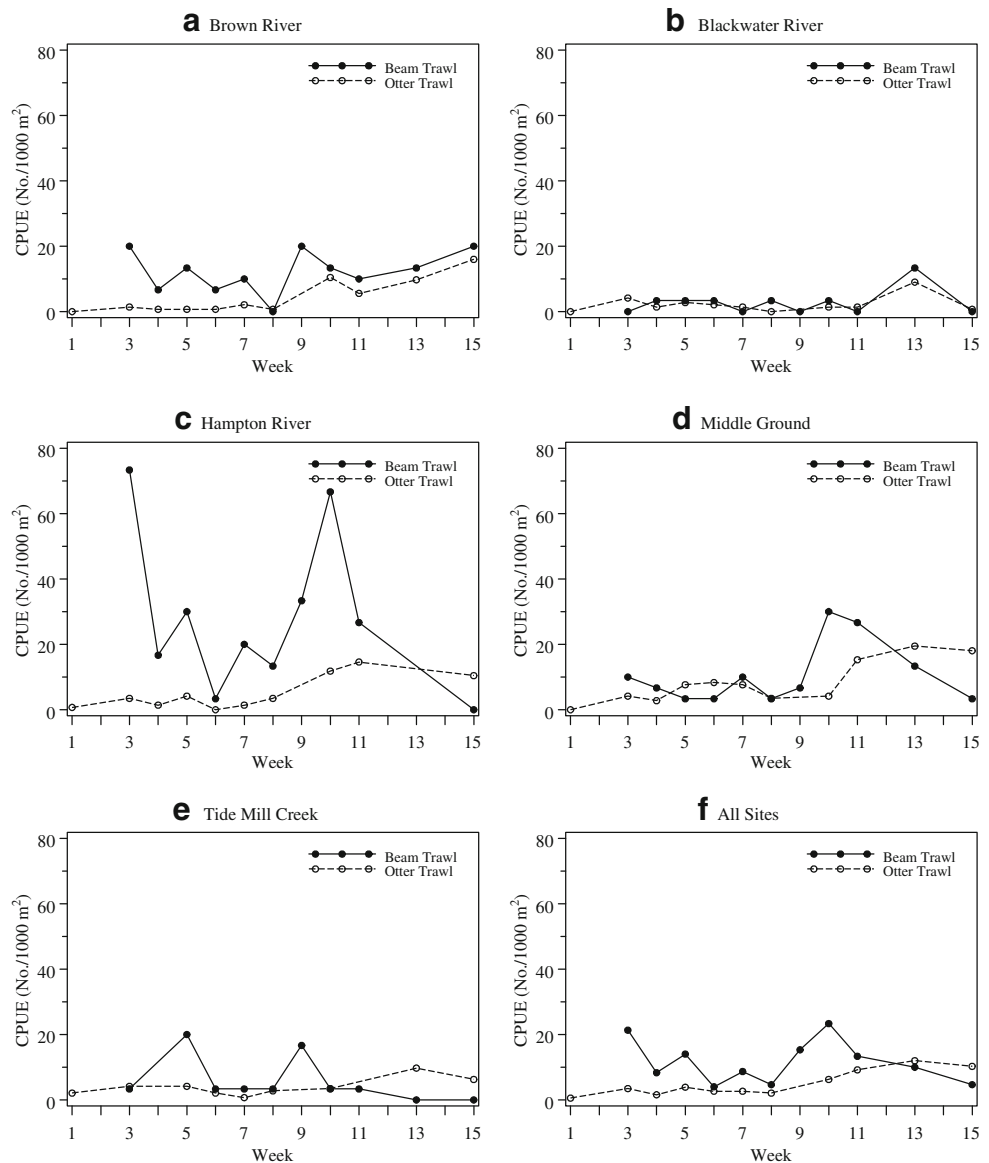 a Brown River
Beam Trawl
Otter Trawl
CPUE (No./1000 m²)
80
60
40
20
0
1 3 5 7 9 11 13 15
Week
b Blackwater River
Beam Trawl
Otter Trawl
CPUE (No./1000 m²)
80
60
40
20
0
1 3 5 7 9 11 13 15
Week
c Hampton River
Beam Trawl
Otter Trawl
CPUE (No./1000 m²)
80
60
40
20
0
1 3 5 7 9 11 13 15
Week
d Middle Ground
Beam Trawl
Otter Trawl
CPUE (No./1000 m²)
80
60
40
20
0
1 3 5 7 9 11 13 15
Week
e Tide Mill Creek
Beam Trawl
Otter Trawl
CPUE (No./1000 m²)
80
60
40
20
0
1 3 5 7 9 11 13 15
Week
f All Sites
Beam Trawl
Otter Trawl
CPUE (No./1000 m²)
80
60
40
20
0
1 3 5 7 9 11 13 15
Week